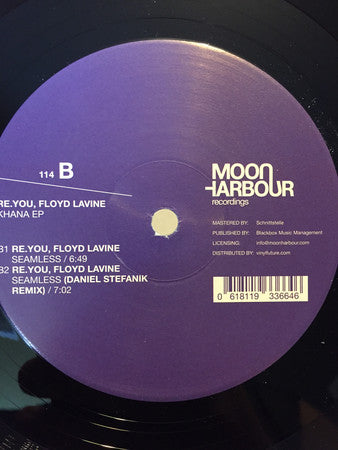 114 B
RE.YOU, FLOYD LAVINE
KHANA EP
B1 RE.YOU, FLOYD LAVINE
SEAMLESS / 6:49
B2 RE.YOU, FLOYD LAVINE
SEAMLESS (DANIEL STEFANIK
REMIX) / 7:02
MOON
HARBOUR
recordings
MASTERED BY: Schnittstelle
PUBLISHED BY: Blackbox Music Management
LICENSING: info@moonharbour.com
DISTRIBUTED BY: vinylfuture.com
0 618119 336646